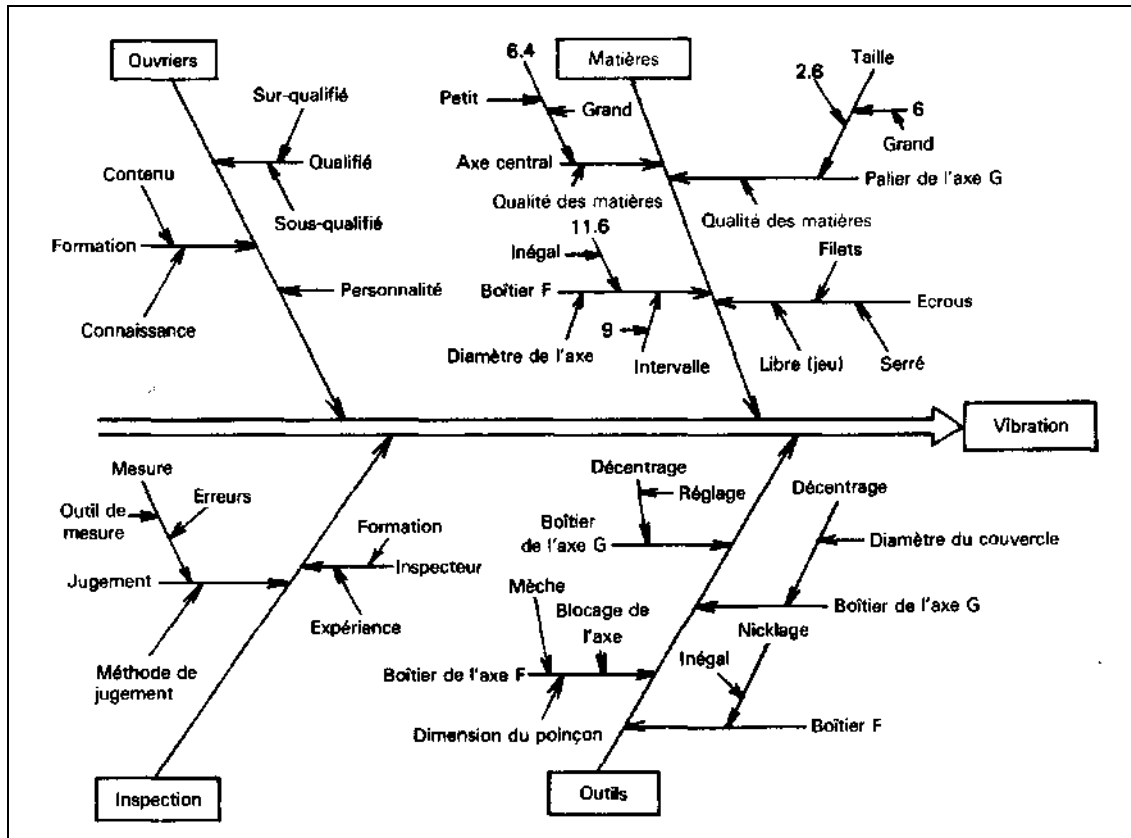 Ouvriers
Sur-qualifié
Qualifié
Contenu
Sous-qualifié
Formation
Personnalité
Connaissance
6.4
Matières
Petit
Grand
Axe central
Qualité des matières
2.6
Taille
6
Grand
Palier de l'axe G
Qualité des matières
11.6
Inégal
Boîtier F
9
Diamètre de l'axe
Intervalle
Filets
Ecrous
Libre (jeu)
Serré
Vibration
Mesure
Erreurs
Outil de
mesure
Formation
Jugement
Inspecteur
Expérience
Méthode de
jugement
Inspection
Décentrage
Réglage
Boîtier
de l'axe G
Décentrage
Diamètre du couvercle
Mèche
Blocage de
l'axe
Boîtier de l'axe G
Nicklage
Inégal
Boîtier de l'axe F
Dimension du poinçon
Boîtier F
Outils